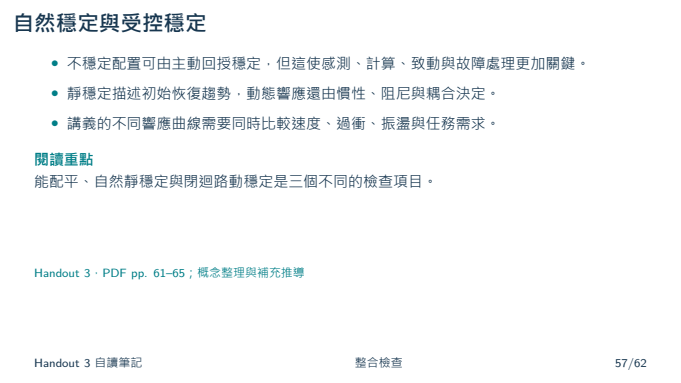 自然穩定與受控穩定
• 不穩定配置可由主動回授穩定，但這使感測、計算、致動與故障處理更加關鍵。
• 靜穩定描述初始恢復趨勢，動態響應還由慣性、阻尼與耦合決定。
• 講義的不同響應曲線需要同時比較速度、過衝、振盪與任務需求。
閱讀重點
能配平、自然靜穩定與閉迴路動穩定是三個不同的檢查項目。
Handout 3 · PDF pp. 61–65；概念整理與補充推導
Handout 3 自讀筆記 整合檢查 57/62